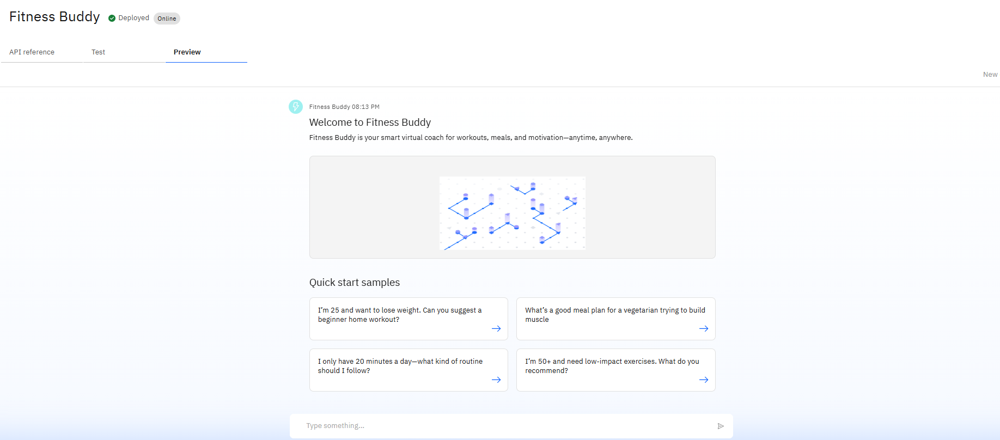 Fitness Buddy Deployed Online
API reference Test Preview
New
Fitness Buddy 08:13 PM
Welcome to Fitness Buddy
Fitness Buddy is your smart virtual coach for workouts, meals, and motivation—anytime, anywhere.
Quick start samples
I’m 25 and want to lose weight. Can you suggest a
beginner home workout?
What’s a good meal plan for a vegetarian trying to build
muscle
I only have 20 minutes a day—what kind of routine
should I follow?
I’m 50+ and need low-impact exercises. What do you
recommend?
Type something...